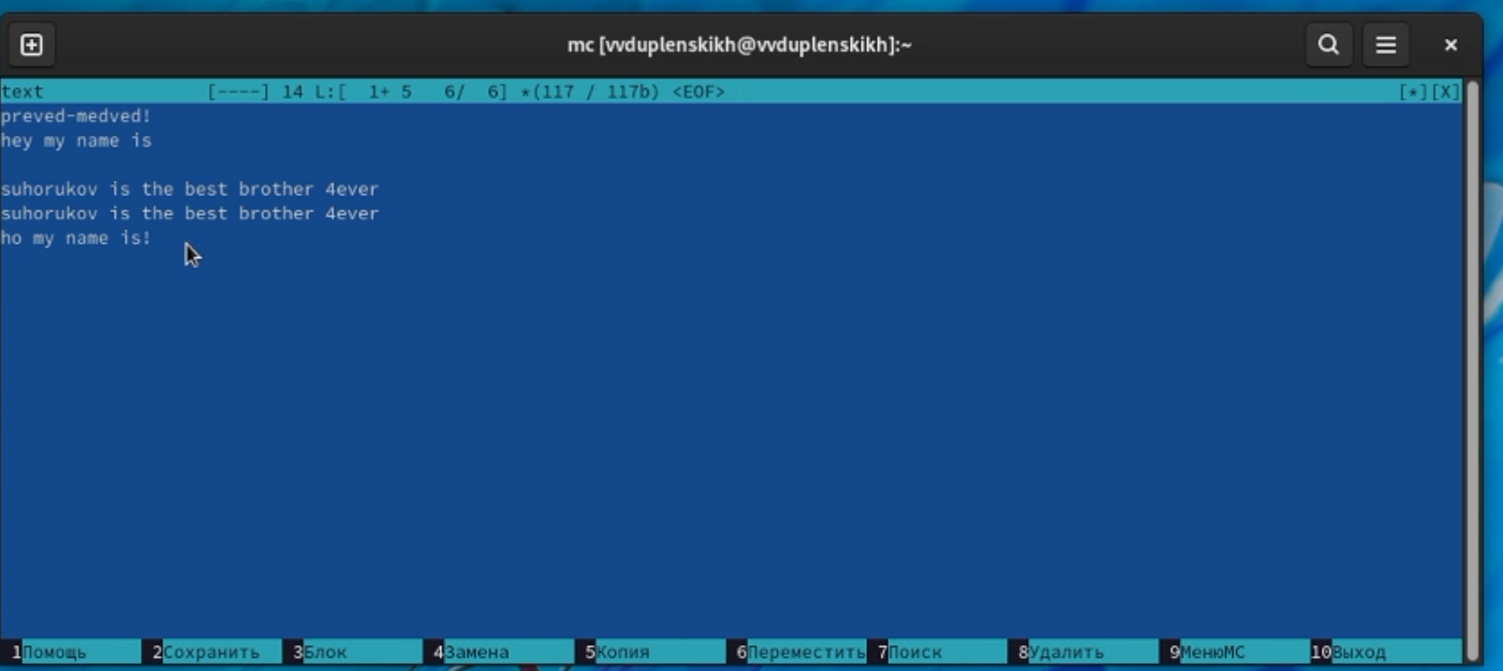 mc [vvduplenskikh@vvduplenskikh]:~
text [----] 14 L:[ 1+ 5 6/ 6] *(117 / 117b) <EOF> [*][X]
preved-medved!
hey my name is
suhorukov is the best brother 4ever
suhorukov is the best brother 4ever
ho my name is!
1Помощь 2Сохранить 3Блок 4Замена 5Копия 6Переместить 7Поиск 8Удалить 9МенюМС 10Выход